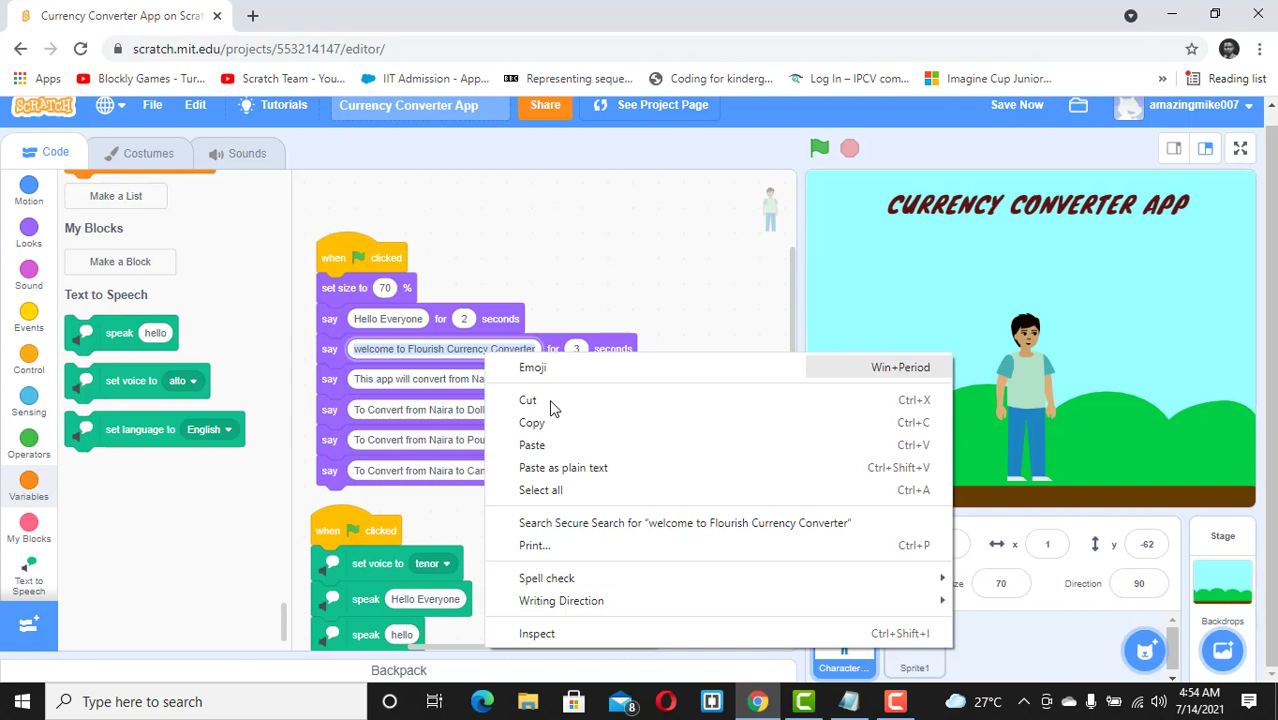 Currency Converter App on Scrat
scratch.mit.edu/projects/553214147/editor/
Apps
Blockly Games - Tur...
Scratch Team - You...
IIT Admission - App...
Representing seque...
Coding for kinderg...
Log In – IPCV com...
Imagine Cup Junior...
»
Reading list
SCRATCH
File
Edit
Tutorials
Currency Converter App
Share
See Project Page
Save Now
amazingmike007
Code
Costumes
Sounds
Motion
Looks
Sound
Events
Control
Sensing
Operators
Variables
My Blocks
Text to
Speech
Make a List
My Blocks
Make a Block
Text to Speech
speak hello
set voice to alto
set language to English
when clicked
set size to 70 %
say Hello Everyone for 2 seconds
say welcome to Flourish Currency Converter for 3 seconds
say This app will convert from Na
say To Convert from Naira to Doll
say To Convert from Naira to Pou
say To Convert from Naira to Can
when clicked
set voice to tenor
speak Hello Everyone
speak hello
Emoji Win+Period
Cut Ctrl+X
Copy Ctrl+C
Paste Ctrl+V
Paste as plain text Ctrl+Shift+V
Select all Ctrl+A
Search Secure Search for “welcome to Flourish Currency Converter”
Print... Ctrl+P
Spell check
Writing Direction
Inspect Ctrl+Shift+I
CURRENCY CONVERTER APP
x 1
y -62
70
Direction 90
Stage
Character...
Sprite1
Backpack
Type here to search
8
27°C
4:54 AM
7/14/2021